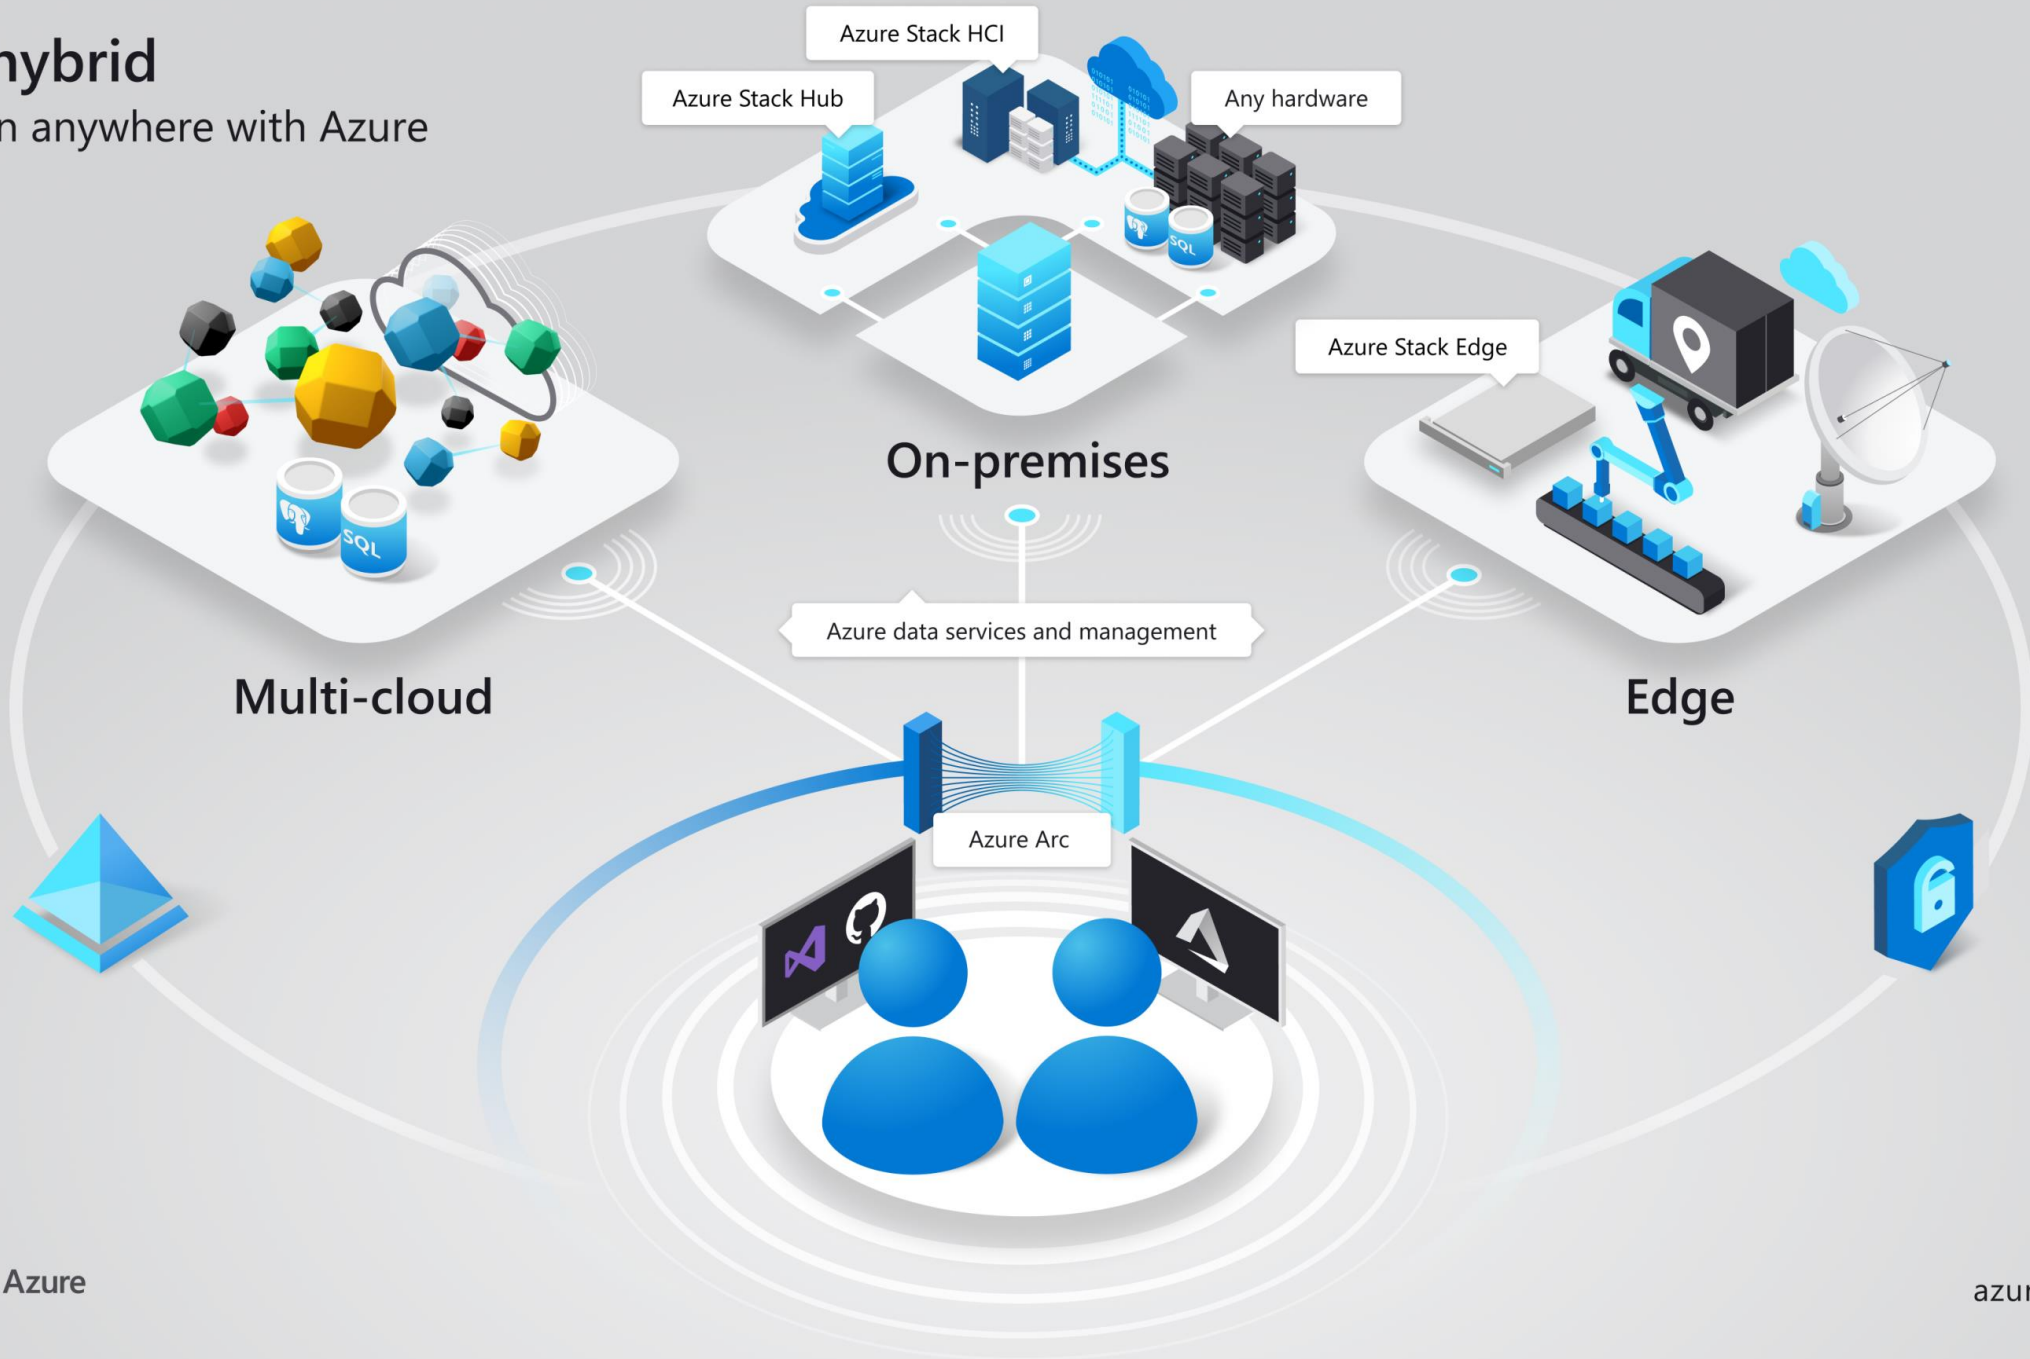 hybrid
n anywhere with Azure
Azure Stack HCI
Azure Stack Hub
Any hardware
Azure Stack Edge
SQL
On-premises
SQL
Azure data services and management
Multi-cloud
Edge
Azure Arc
Azure
azur